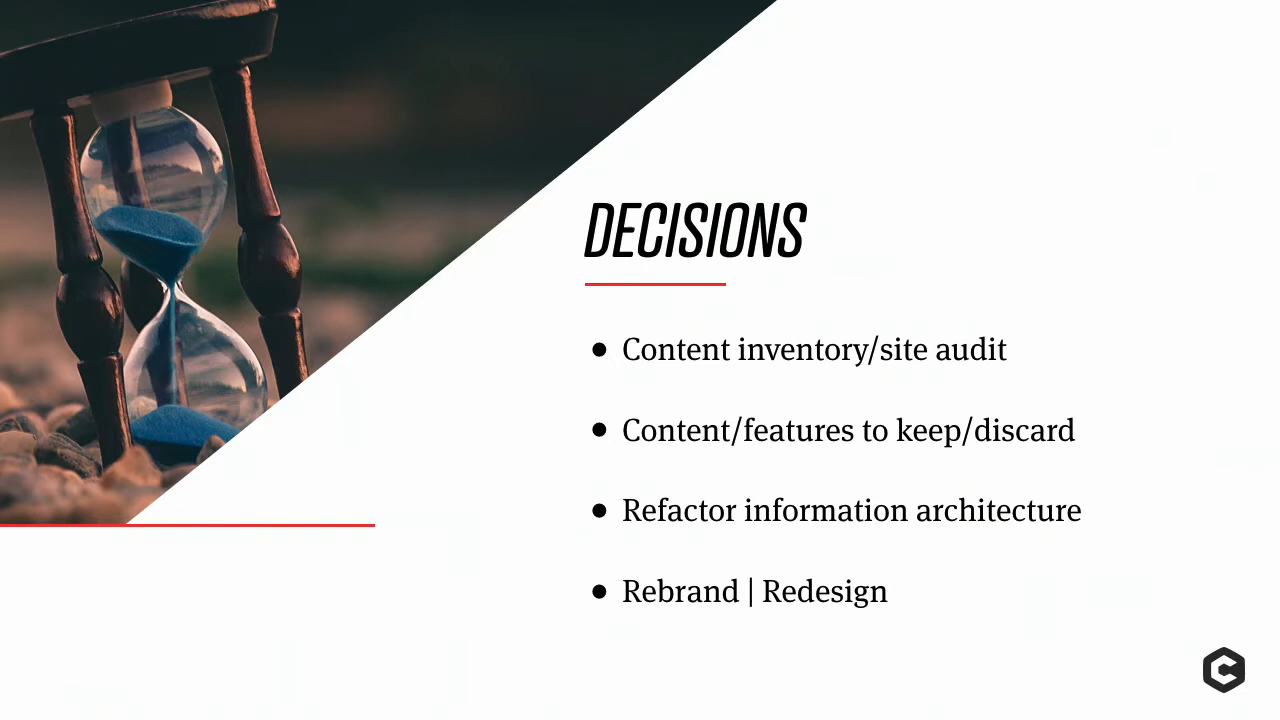 DECISIONS
Content inventory/site audit
Content/features to keep/discard
Refactor information architecture
Rebrand | Redesign